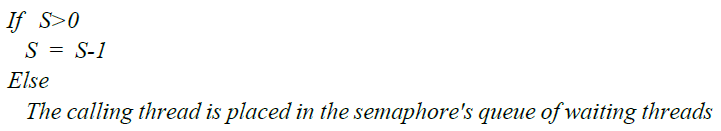 If S>0
S = S-1
Else
The calling thread is placed in the semaphore's queue of waiting threads